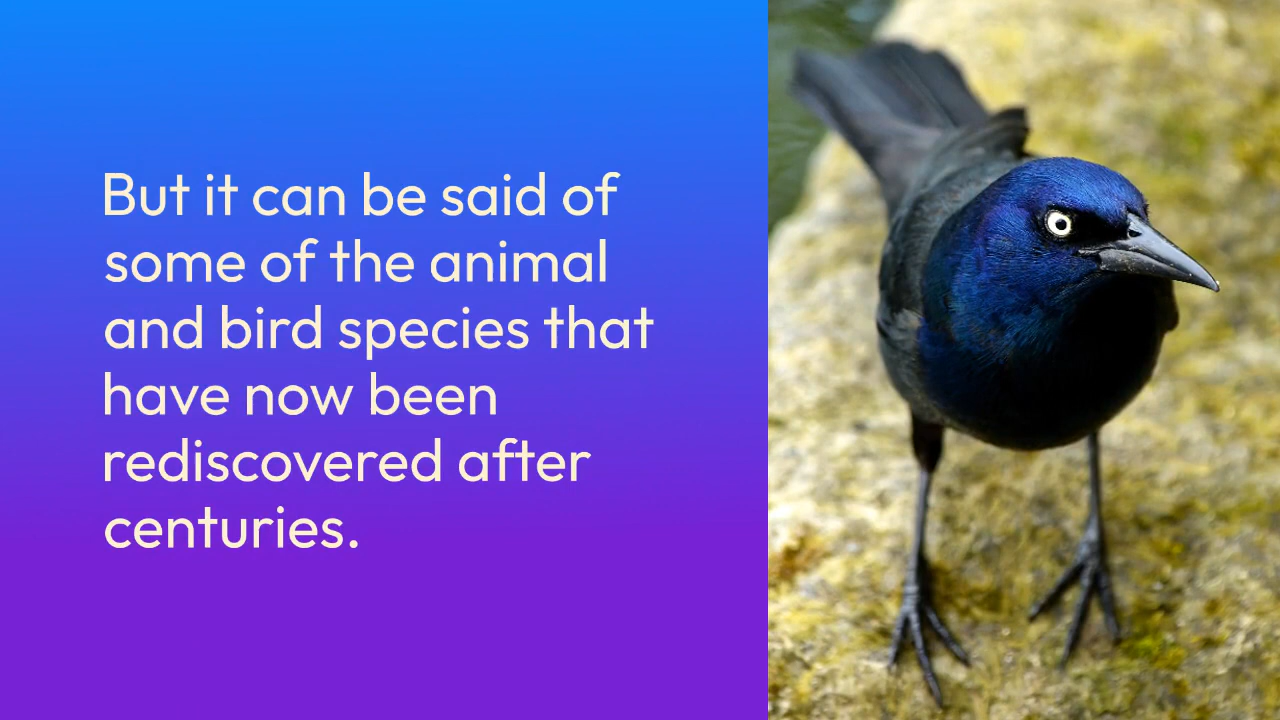 But it can be said of
some of the animal
and bird species that
have now been
rediscovered after
centuries.